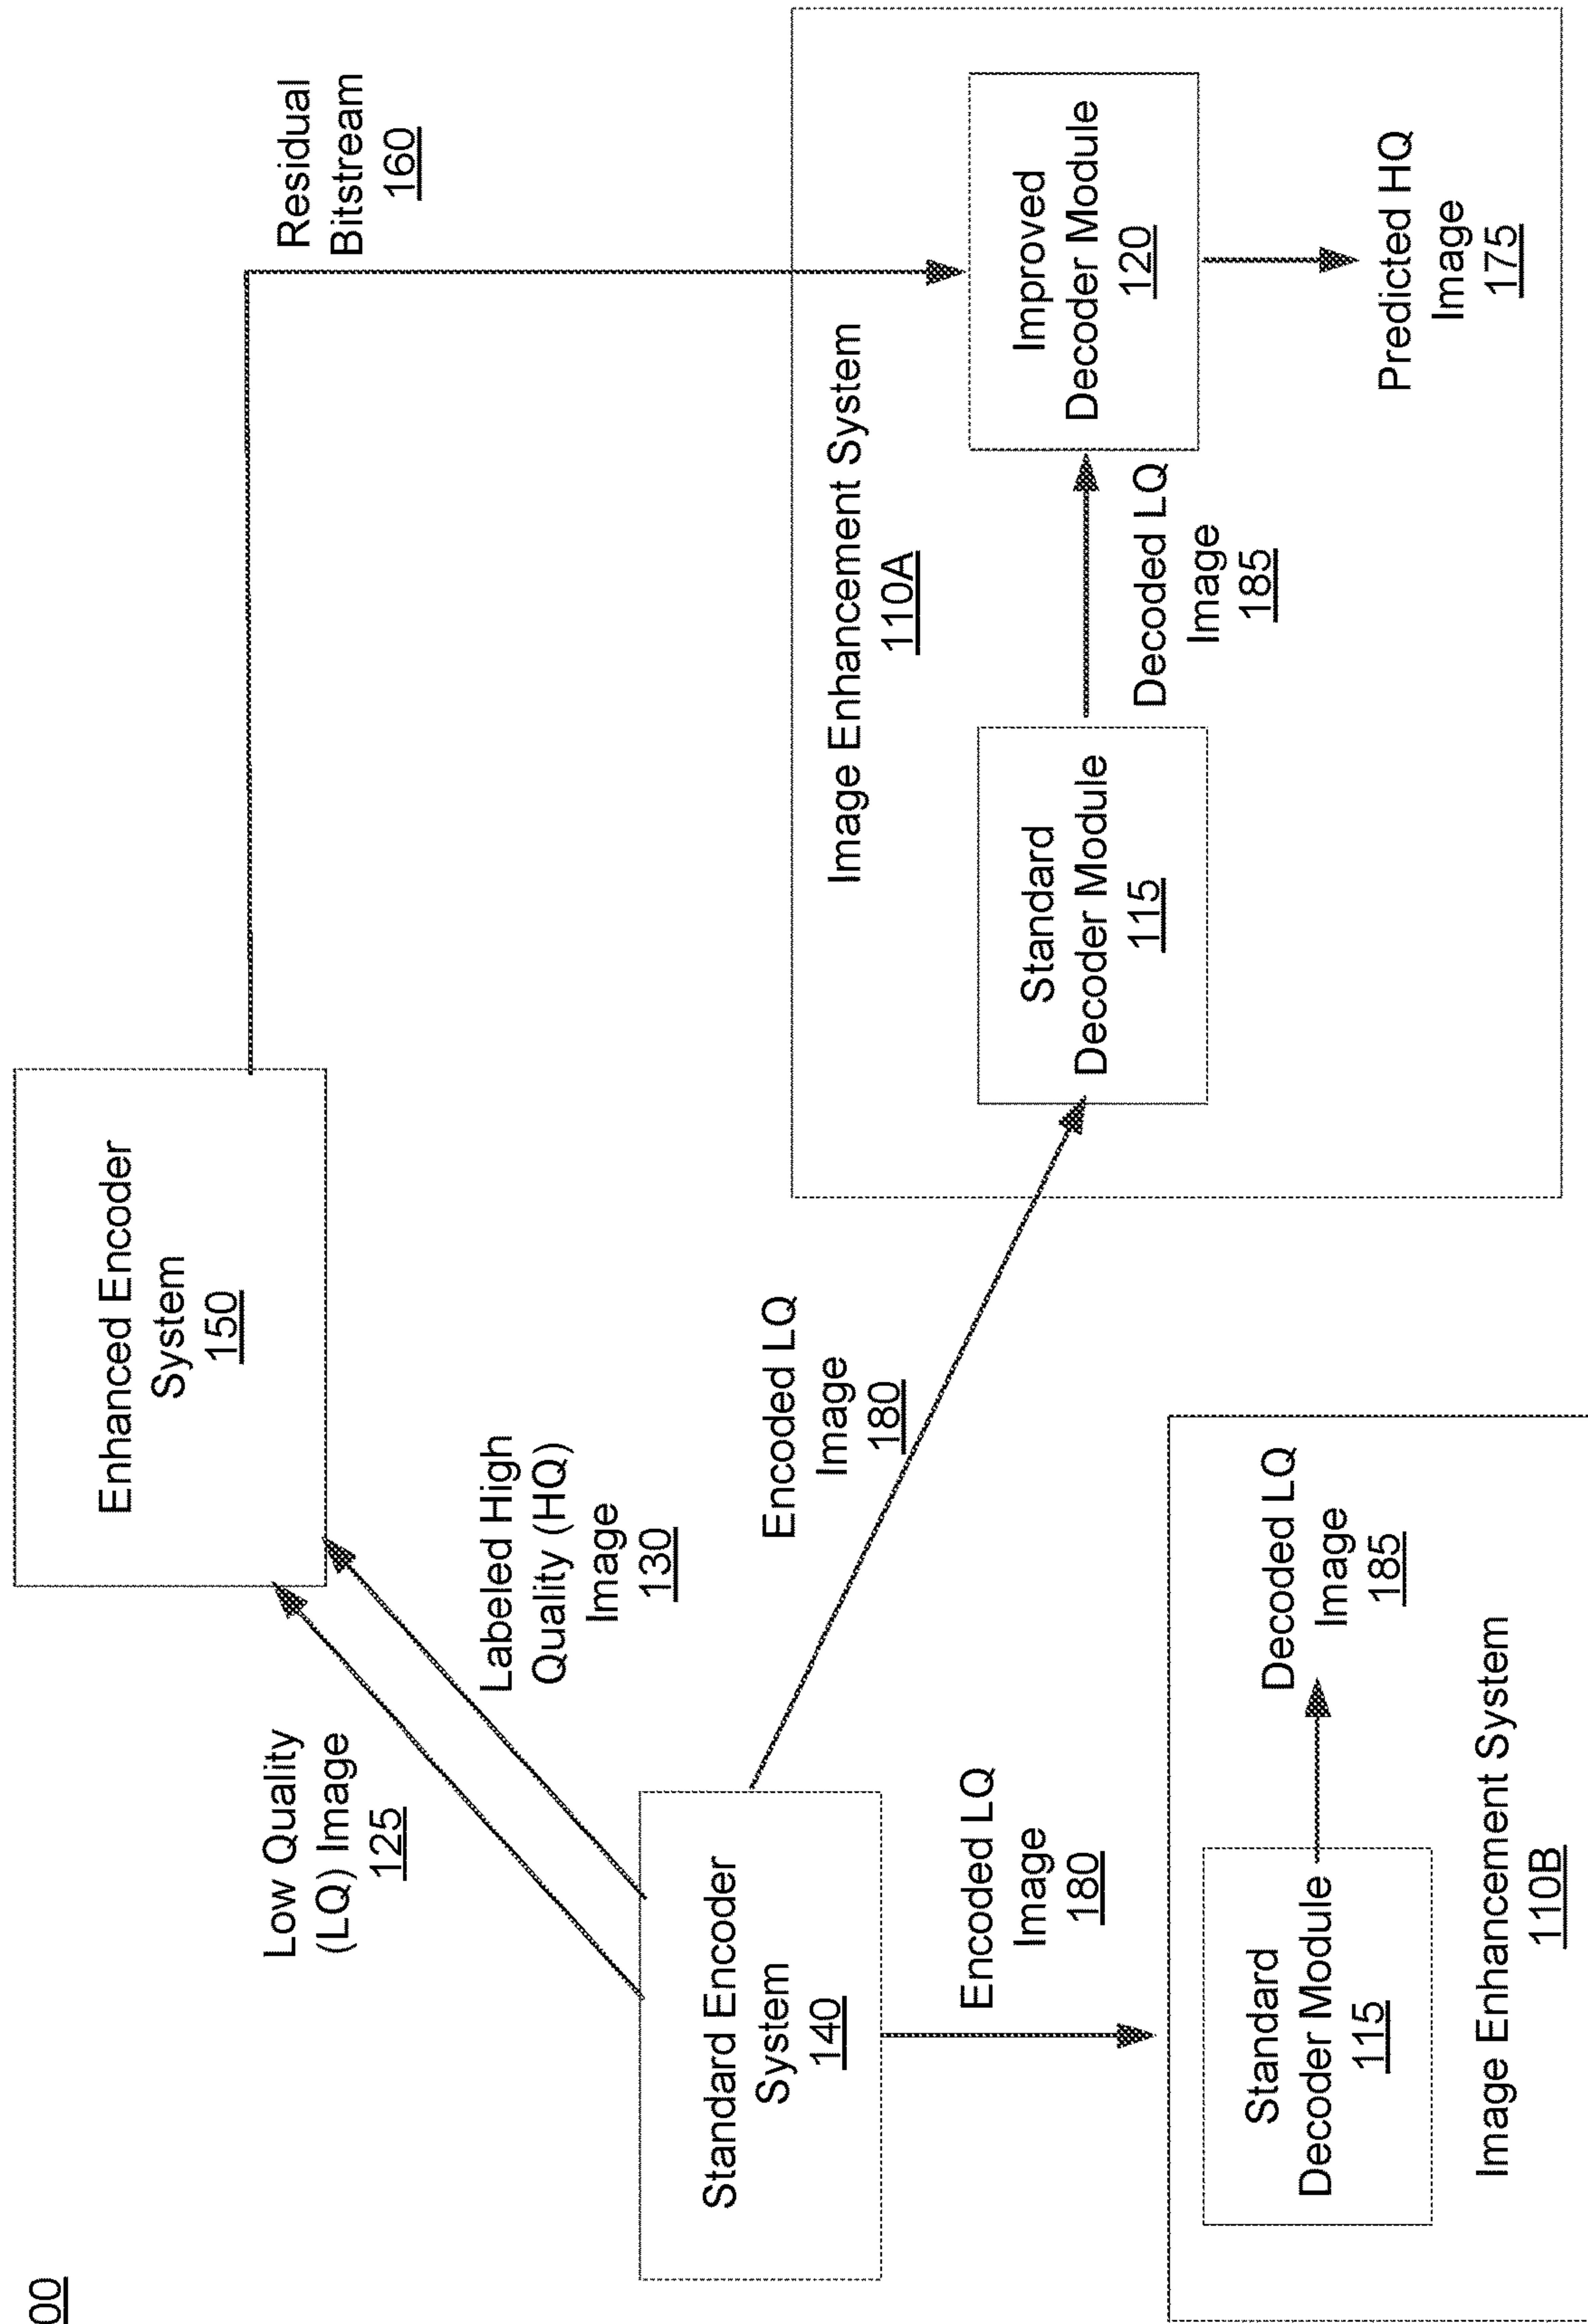 00
Enhanced Encoder
System
150
Residual
Bitstream
160
Low Quality
(LQ) Image
125
Labeled High
Quality (HQ)
Image
130
Standard Encoder
System
140
Encoded LQ
Image
180
Encoded LQ
Image
180
Image Enhancement System
110A
Standard
Decoder Module
115
Decoded LQ
Image
185
Improved
Decoder Module
120
Predicted HQ
Image
175
Standard
Decoder Module
115
Decoded LQ
Image
185
Image Enhancement System
110B